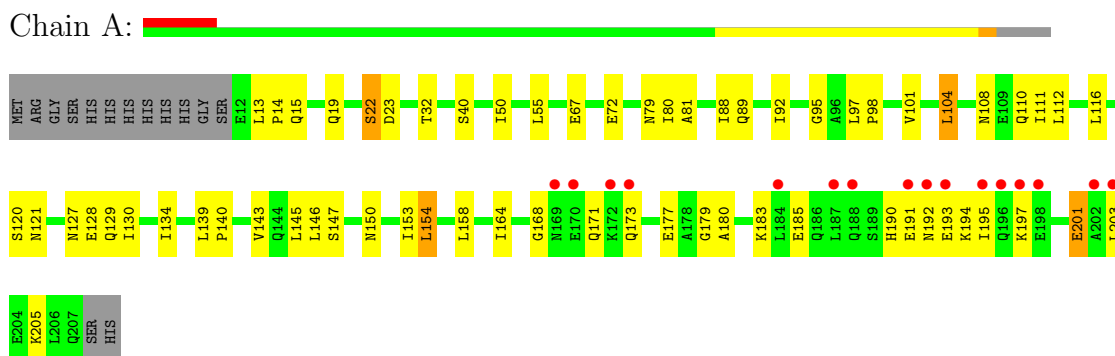 Chain A:
MET ARG GLY SER HIS HIS HIS HIS HIS HIS GLY SER E12 L13 P14 Q15 Q19 S22 D23 T32 S40 I50 L55 E67 E72 N79 I80 A81 I88 Q89 I92 G95 A96 L97 P98 V101 L104 N108 E109 Q110 I111 L112 L116
S120 N121 N127 E128 Q129 I130 I134 L139 P140 V143 Q144 L145 L146 S147 N150 I153 L154 L158 I164 G168 N169 E170 Q171 K172 Q173 E177 A178 G179 A180 K183 L184 E185 Q186 L187 Q188 S189 H190 E191 N192 E193 K194 I195 Q196 K197 E198 E201 A202 L203
E204 K205 L206 Q207 SER HIS